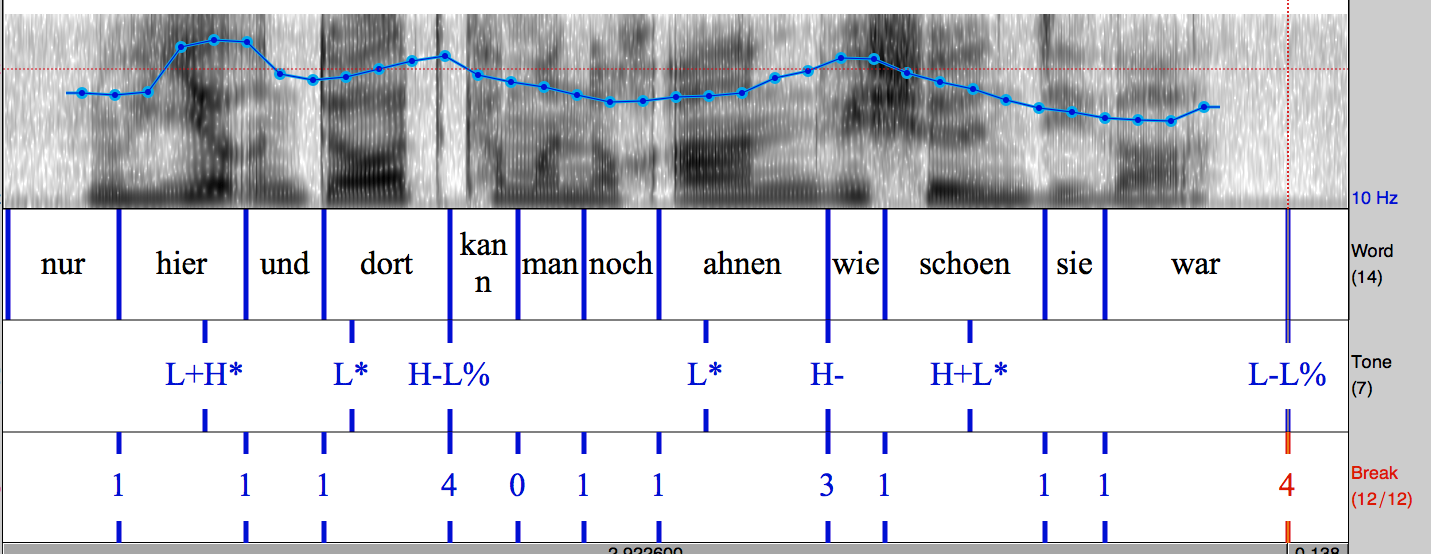 10 Hz
nur hier und dort kan man noch ahnen wie schoen sie war
n
Word
(14)
L+H* L* H-L% L* H- H+L* L-L%
Tone
(7)
1 1 1 4 0 1 1 3 1 1 1 4
Break
(12/12)
2.922600 0.138